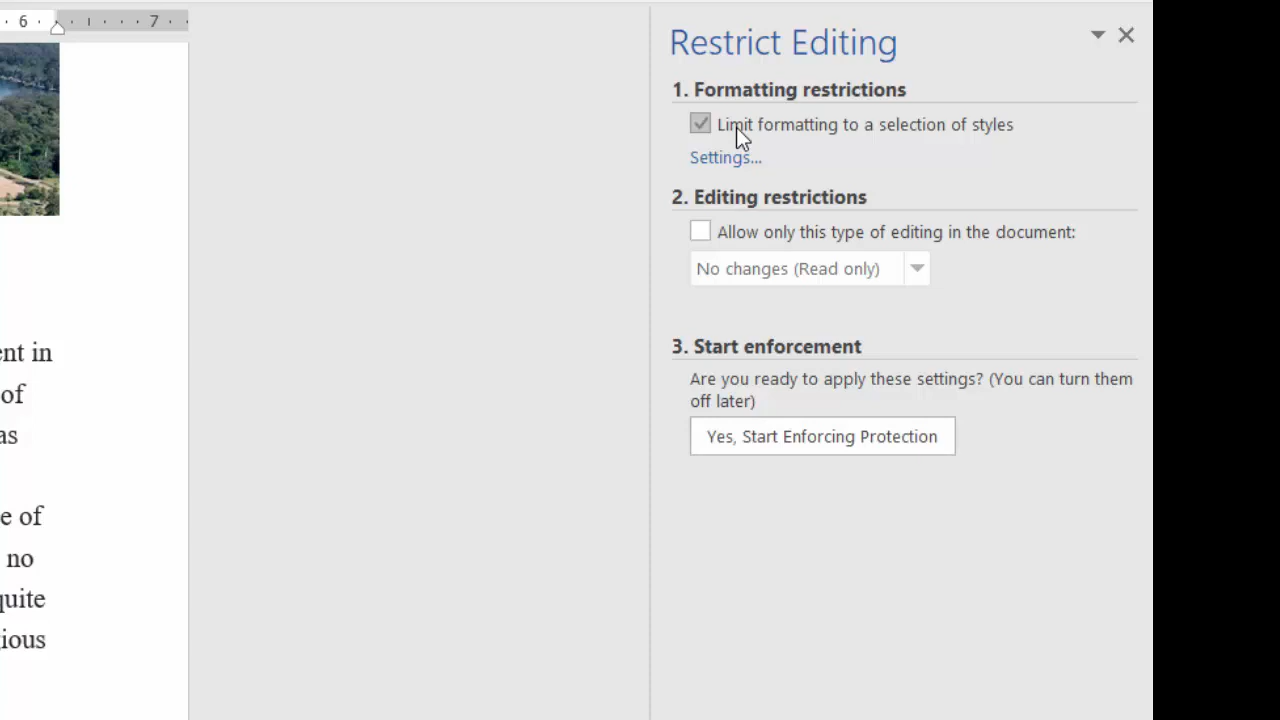 6 7
Restrict Editing
1. Formatting restrictions
Limit formatting to a selection of styles
Settings...
2. Editing restrictions
Allow only this type of editing in the document:
No changes (Read only)
3. Start enforcement
Are you ready to apply these settings? (You can turn them
off later)
Yes, Start Enforcing Protection
ent in
of
as
e of
no
quite
gious